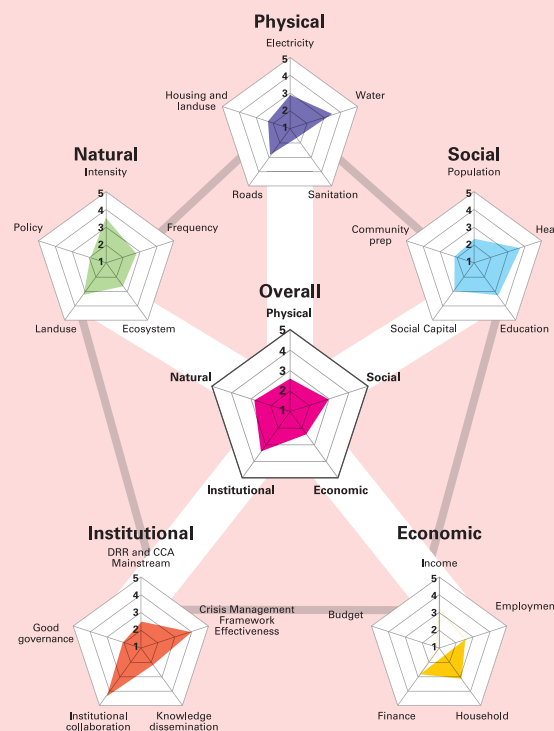 Physical
Electricity
5
4
3
2
1
Housing and
landuse
Water
Roads
Sanitation
Natural
Intensity
5
4
3
2
1
Policy
Frequency
Landuse
Ecosystem
Social
Population
5
4
3
2
1
Community
prep
Hea
Social Capital
Education
Overall
Physical
5
4
3
2
1
Natural
Social
Institutional
Economic
Institutional
DRR and CCA
Mainstream
5
4
3
2
1
Good
governance
Crisis Management
Framework
Effectiveness
Institutional
collaboration
Knowledge
dissemination
Economic
Income
5
4
3
2
1
Budget
Employment
Finance
Household